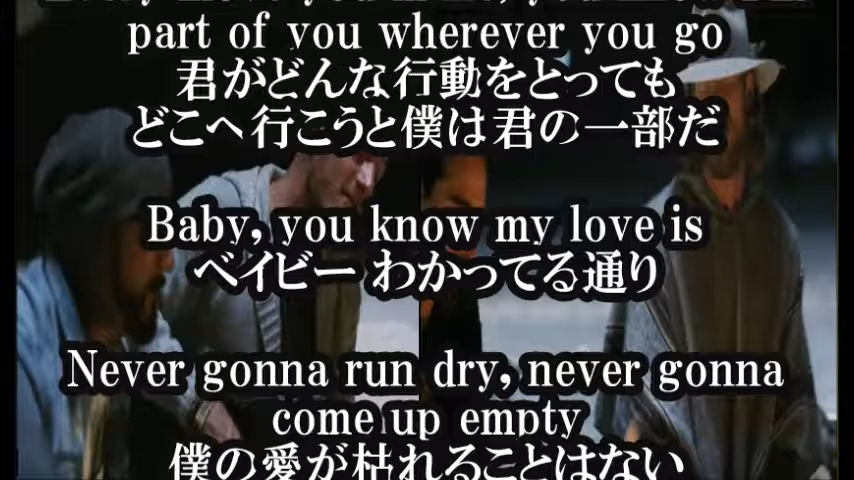 part of you wherever you go
君がどんな行動をとっても
どこへ行こうと僕は君の一部だ
Baby, you know my love is
ベイビー わかってる通り
Never gonna run dry, never gonna
come up empty
僕の愛が枯れることはない